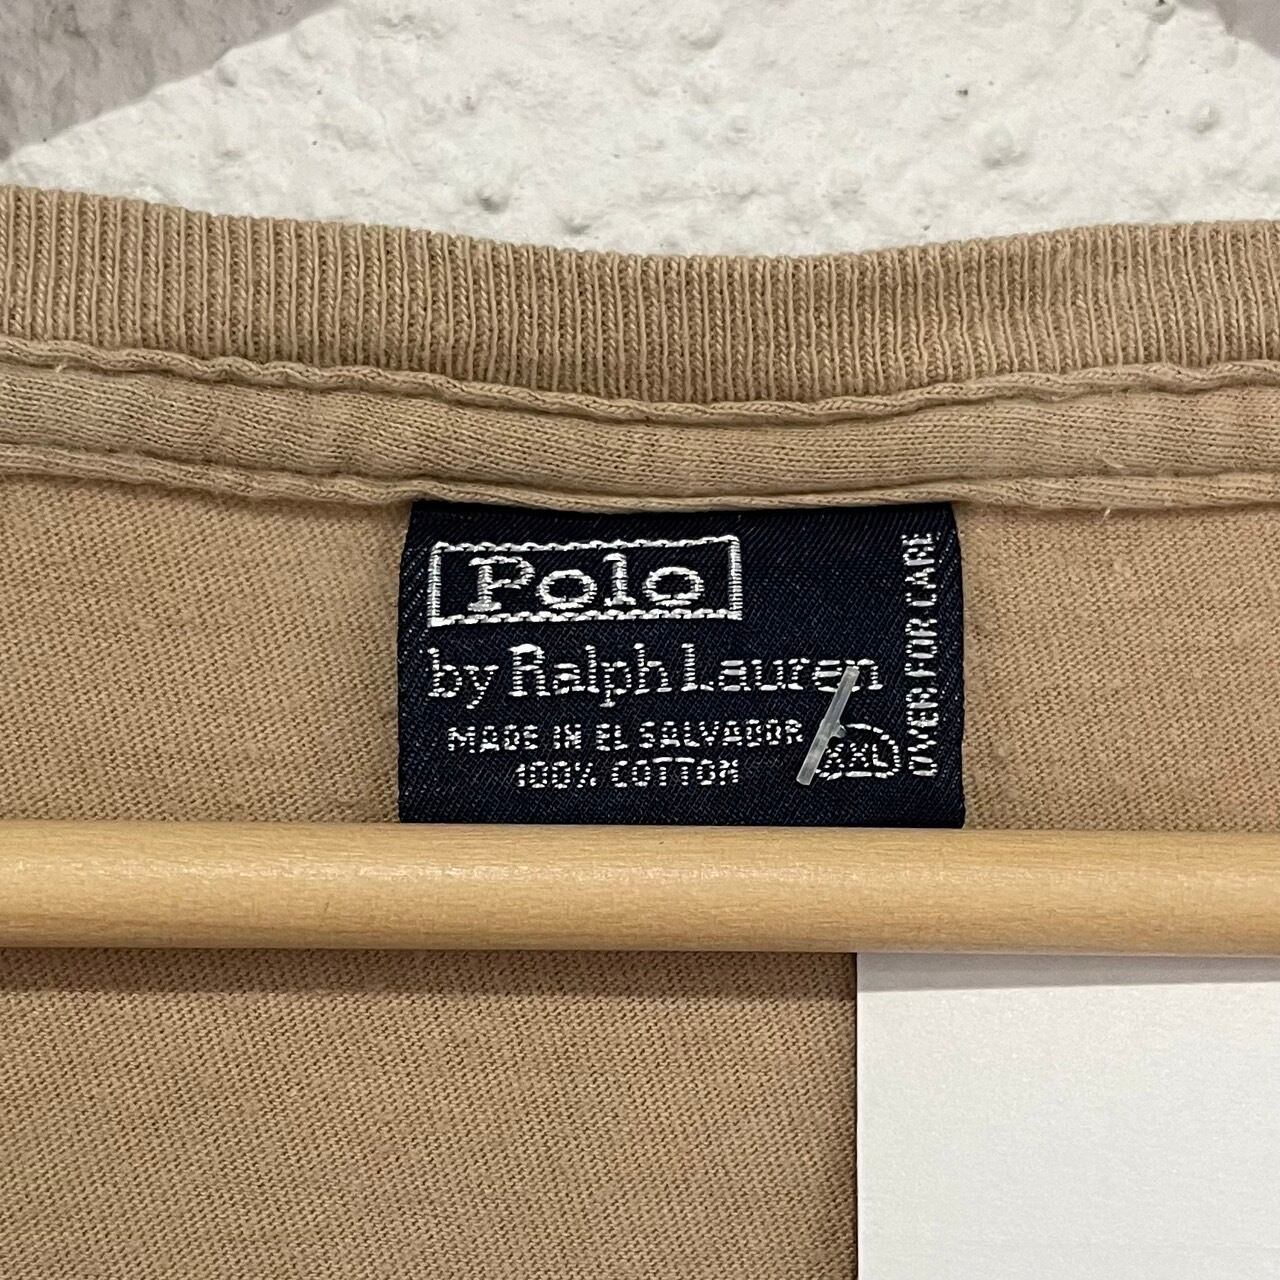 Polo
by Ralph Lauren
MADE IN EL SALVADOR
100% COTTON
XXL
OVER FOR CARE